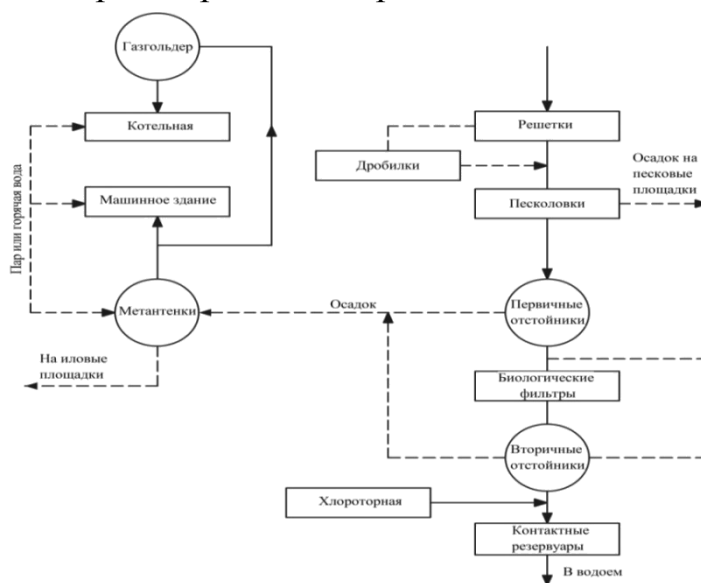 Газгольдер
Котельная
Машинное здание
Пар или горячая вода
Метантенки
На иловые
площадки
Осадок
Решетки
Дробилки
Осадок на
песковые
площадки
Песколовки
Первичные
отстойники
Биологические
фильтры
Вторичные
отстойники
Хлороторная
Контактные
резервуары
В водоем